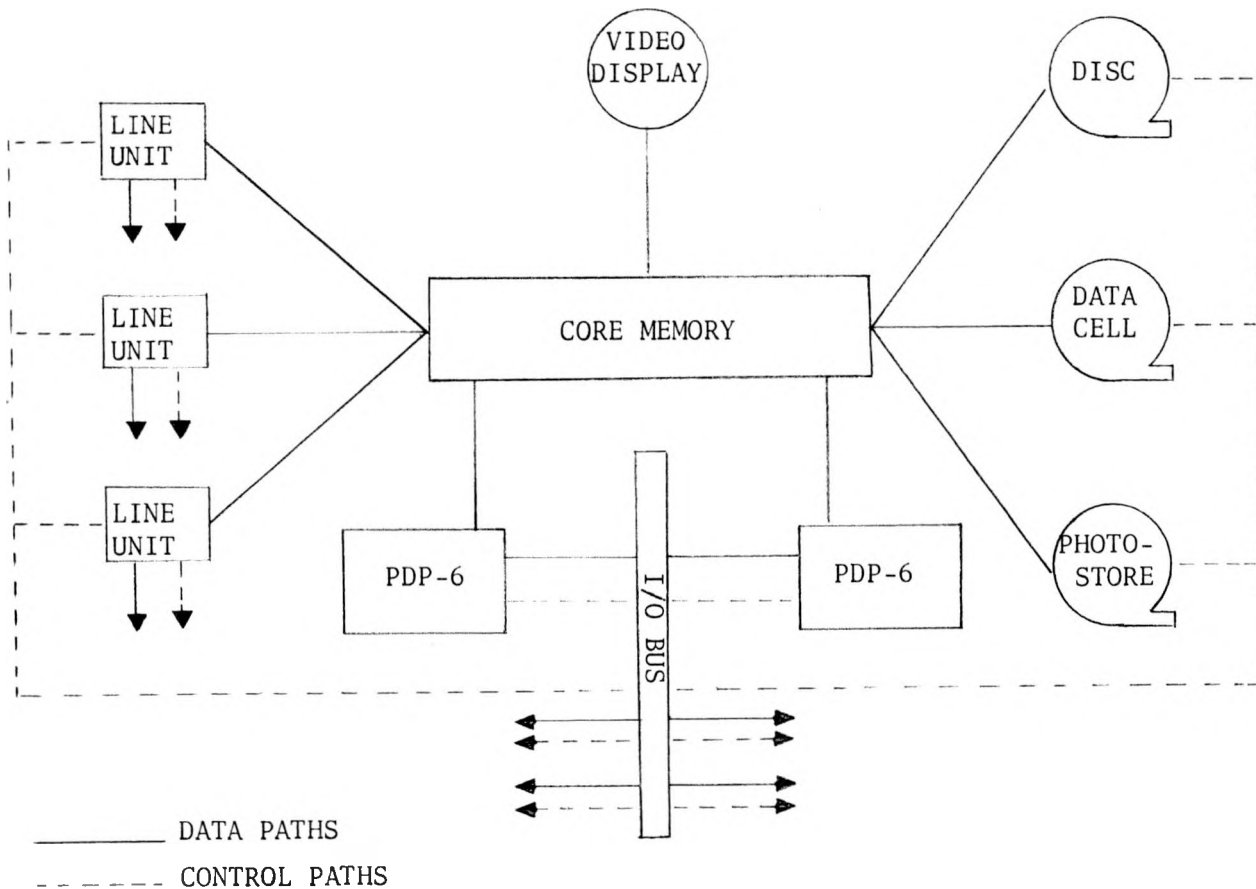 VIDEO
DISPLAY
DISC
LINE
UNIT
LINE
UNIT
CORE MEMORY
DATA
CELL
LINE
UNIT
PDP-6
I/O BUS
PDP-6
PHOTO-
STORE
DATA PATHS
CONTROL PATHS